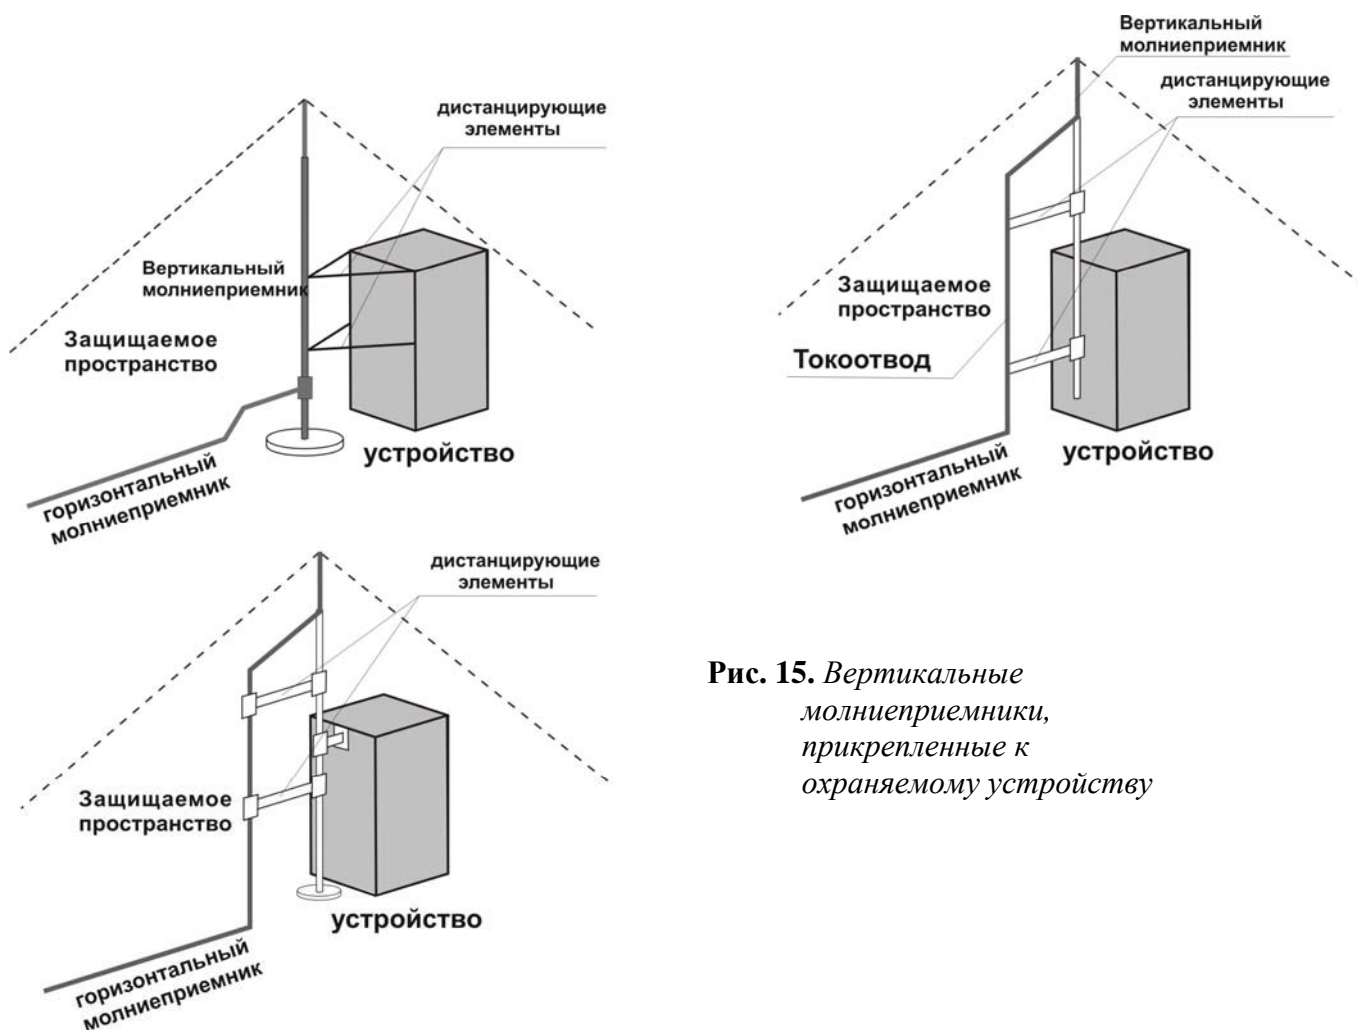 дистанцирующие
элементы
Вертикальный
молниеприемник
Защищаемое
пространство
устройство
горизонтальный
молниеприемник
Вертикальный
молниеприемник
дистанцирующие
элементы
Защищаемое
пространство
Токоотвод
устройство
горизонтальный
молниеприемник
дистанцирующие
элементы
Защищаемое
пространство
устройство
горизонтальный
молниеприемник
Рис. 15. Вертикальные
молниеприемники,
прикрепленные к
охраняемому устройству